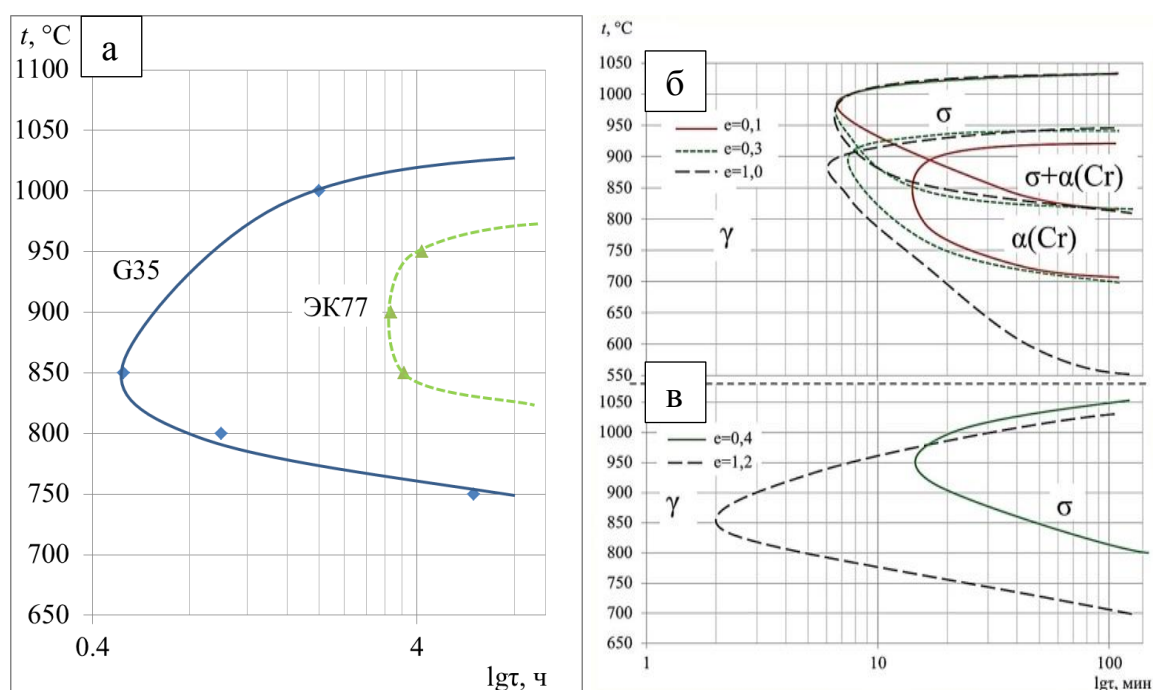 t, °C
а
1100
1050
1000
950
900
850
800
750
700
650
G35
ЭК77
0.4
4
lgτ, ч
t, °C
б
1050
1000
950
900
850
800
750
700
650
600
550
e=0,1
e=0,3
e=1,0
σ
σ+α(Cr)
α(Cr)
γ
в
1050
1000
950
900
850
800
750
700
650
e=0,4
e=1,2
γ
σ
1
10
100
lgτ, мин